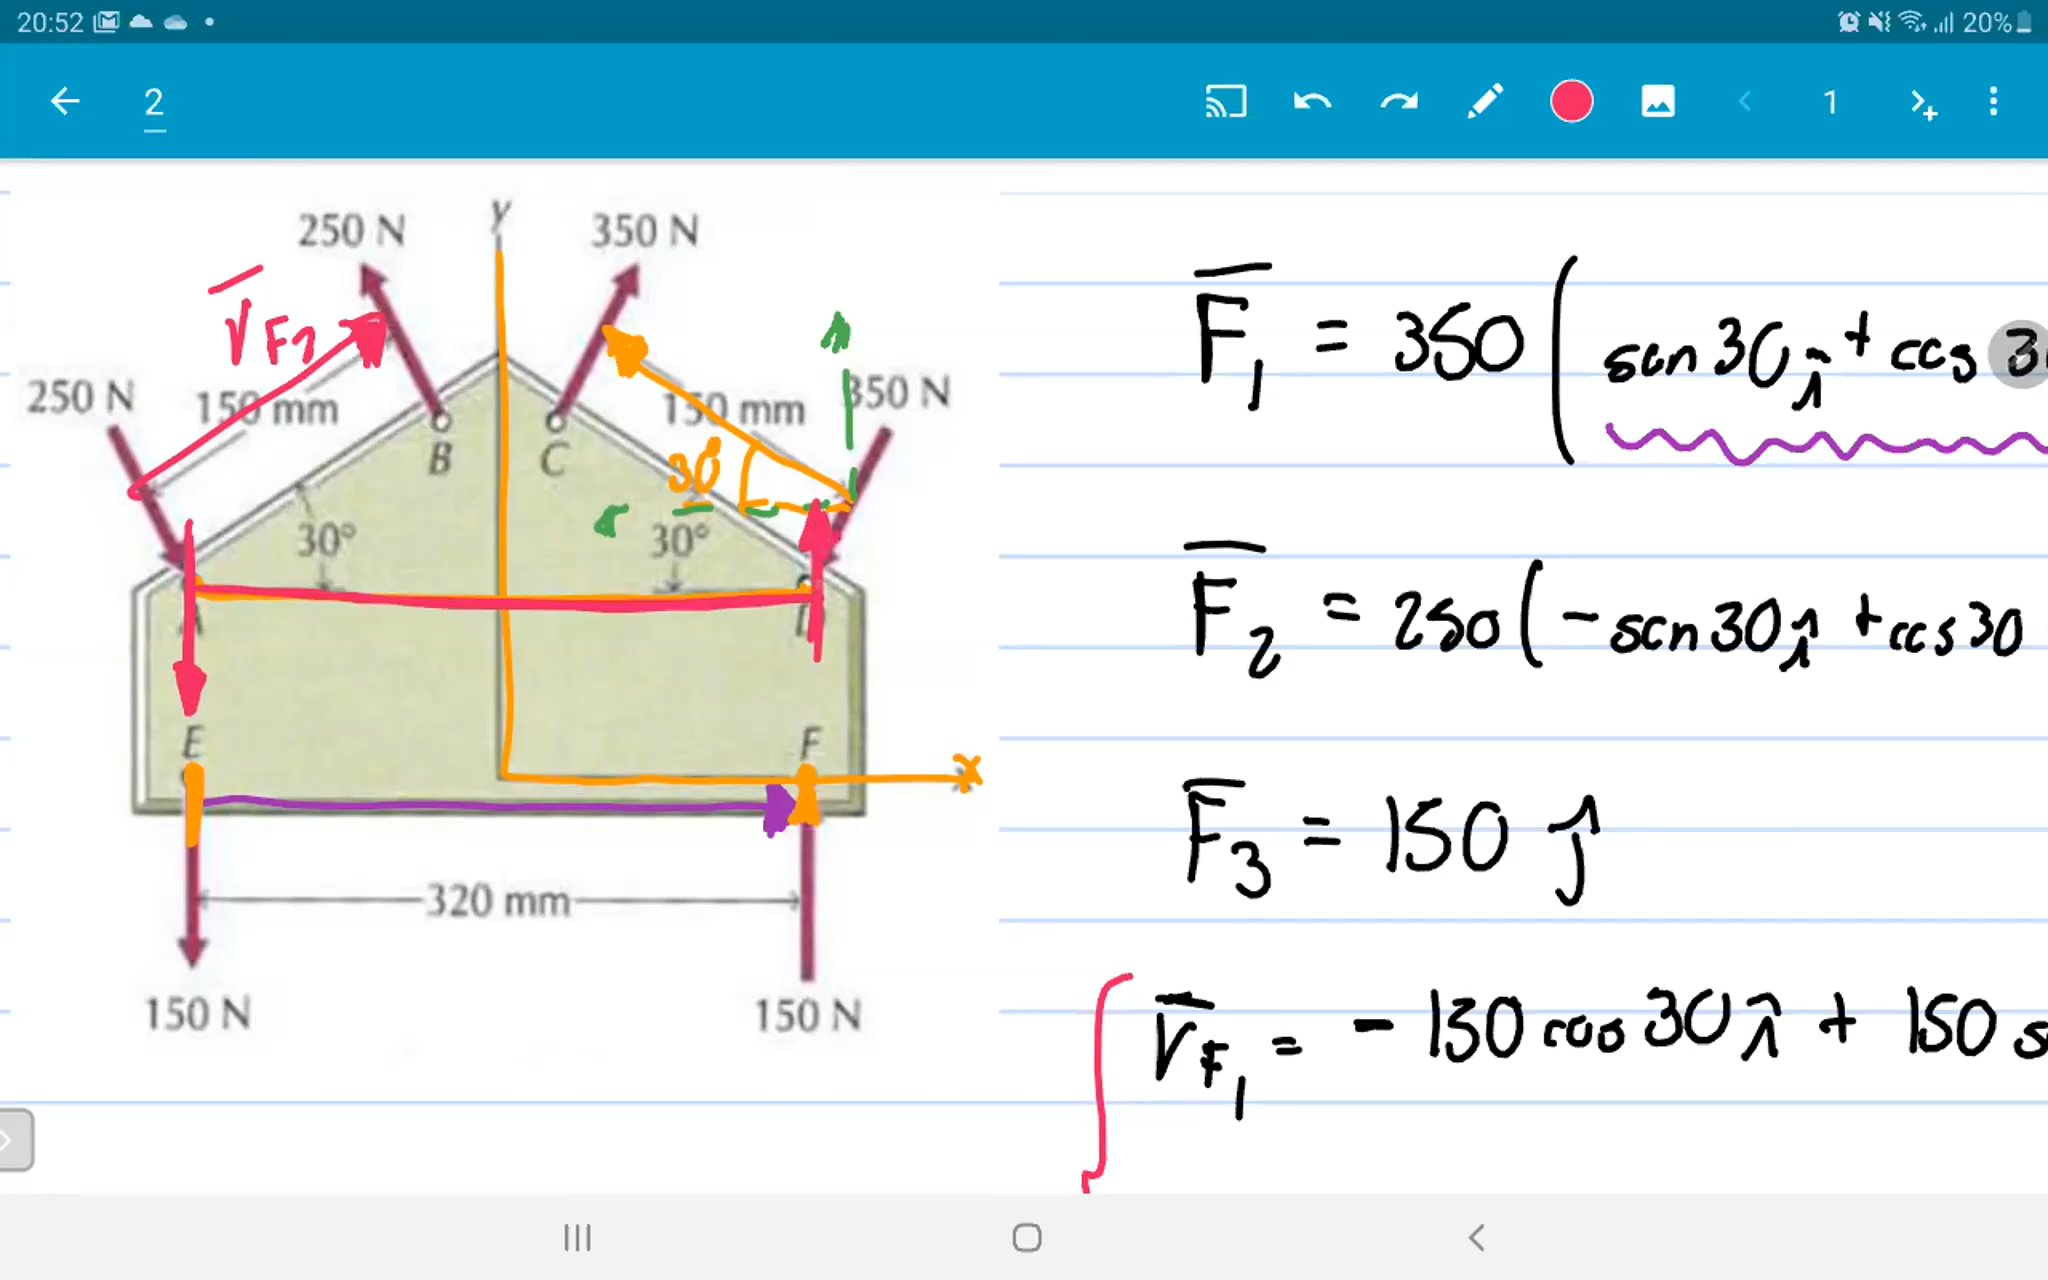 20:52
20%
2
1
250 N
y
350 N
V F2
250 N
150 mm
150 mm
350 N
B
C
30°
30°
30°
A
E
F
x
320 mm
150 N
150 N
F1 = 350 ( sen 30 î + cos 30
F2 = 250 ( - sen 30 î + cos 30
F3 = 150 ĵ
r F1 = - 150 cos 30 î + 150 s